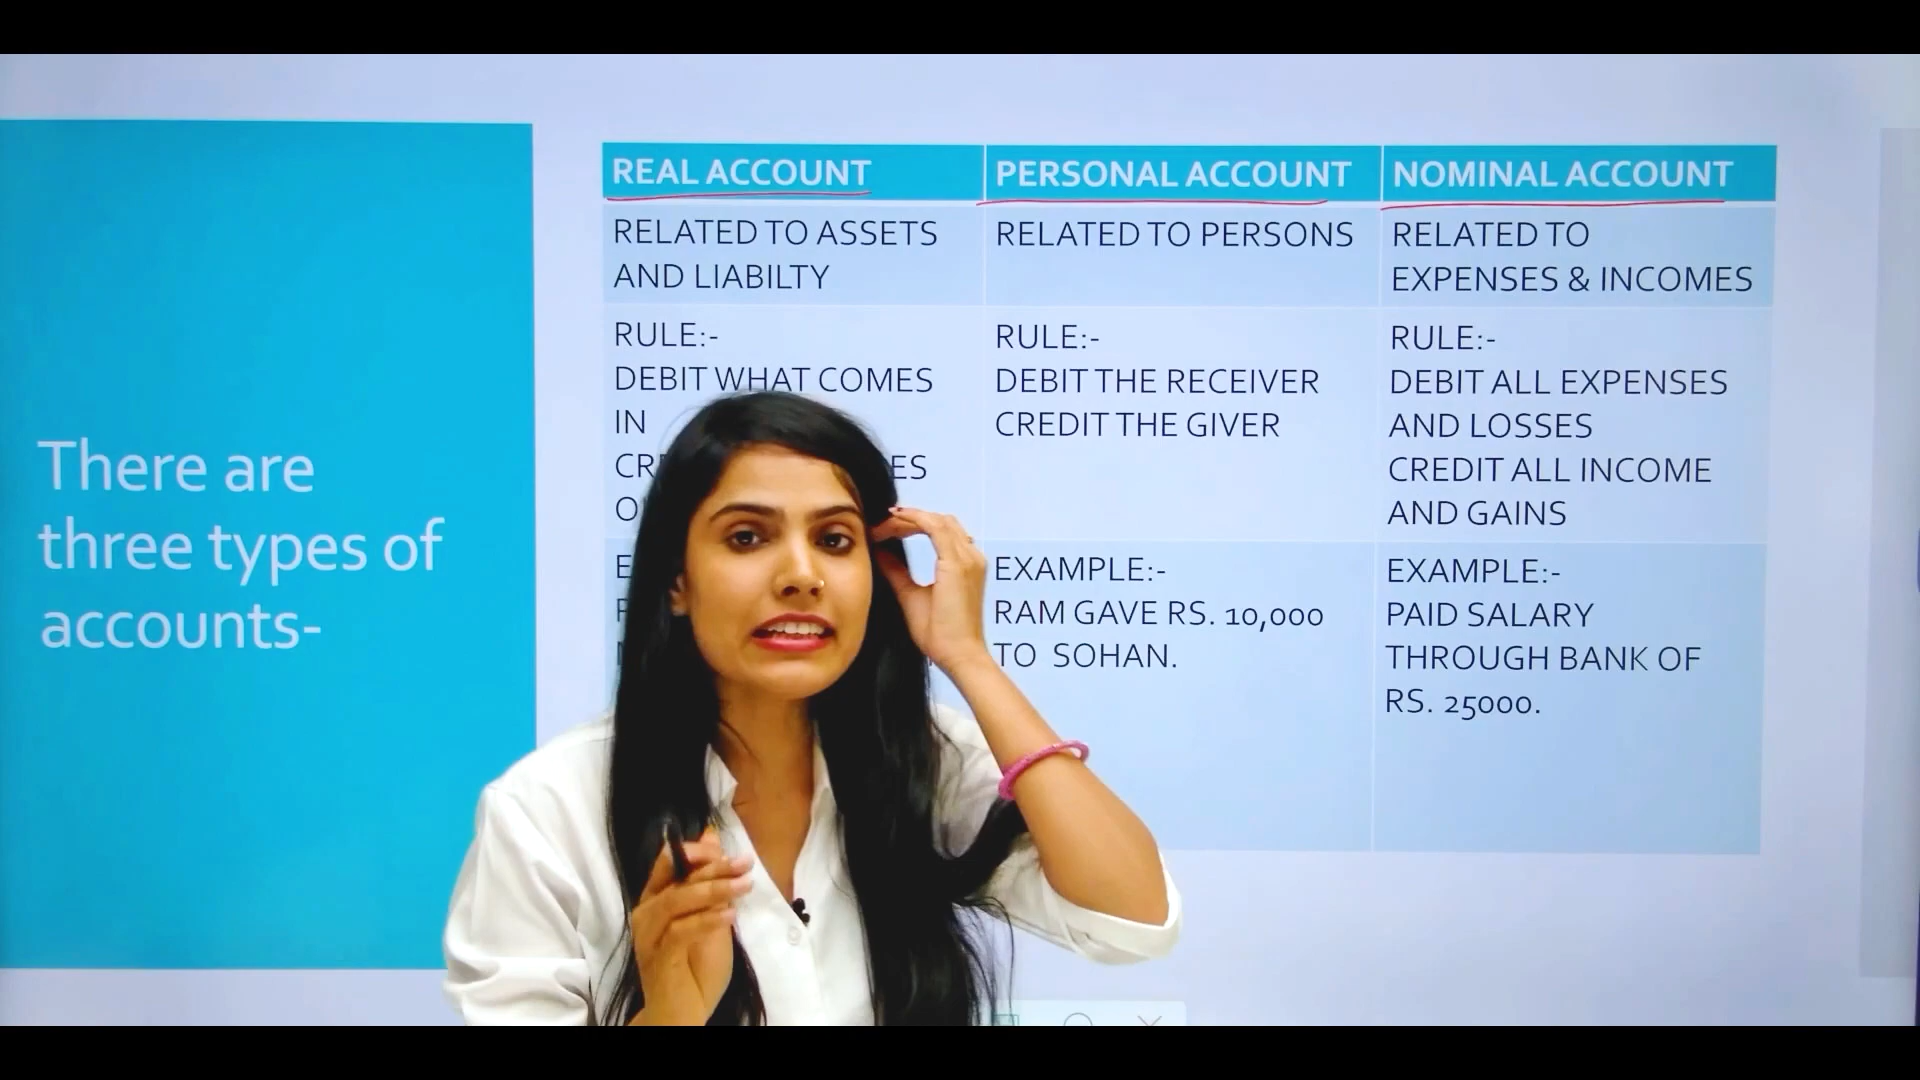 There are
three types of
accounts-
REAL ACCOUNT
RELATED TO ASSETS
AND LIABILTY
RULE:-
DEBIT WHAT COMES
IN
PERSONAL ACCOUNT
RELATED TO PERSONS
RULE:-
DEBIT THE RECEIVER
CREDIT THE GIVER
EXAMPLE:-
RAM GAVE RS. 10,000
TO SOHAN.
NOMINAL ACCOUNT
RELATED TO
EXPENSES & INCOMES
RULE:-
DEBIT ALL EXPENSES
AND LOSSES
CREDIT ALL INCOME
AND GAINS
EXAMPLE:-
PAID SALARY
THROUGH BANK OF
RS. 25000.